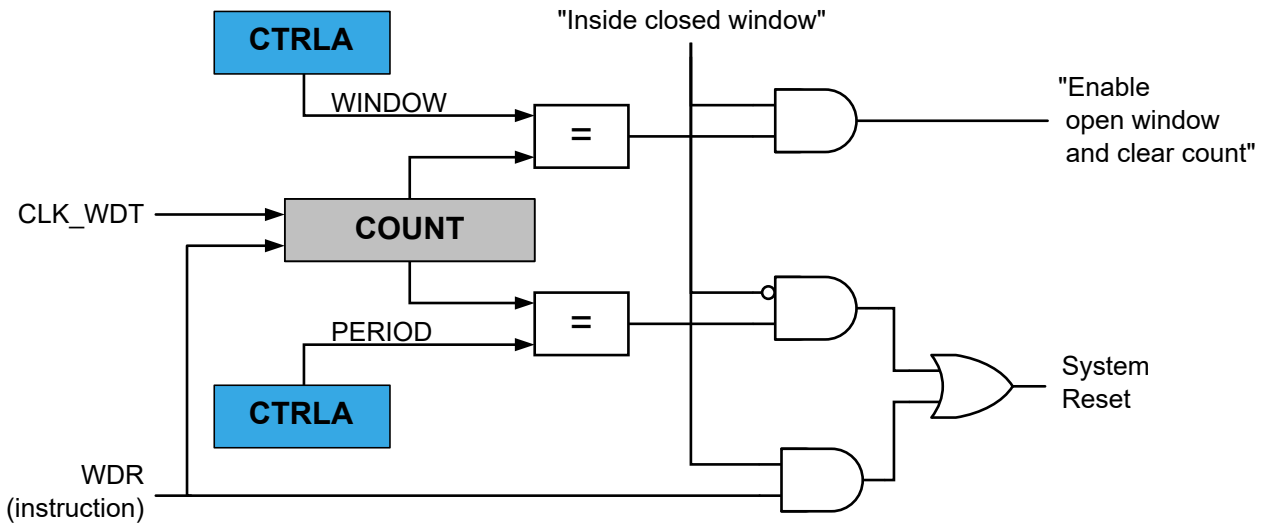 "Inside closed window"
CTRLA
WINDOW
"Enable
open window
and clear count"
=
CLK_WDT
COUNT
=
PERIOD
System
Reset
CTRLA
WDR
(instruction)